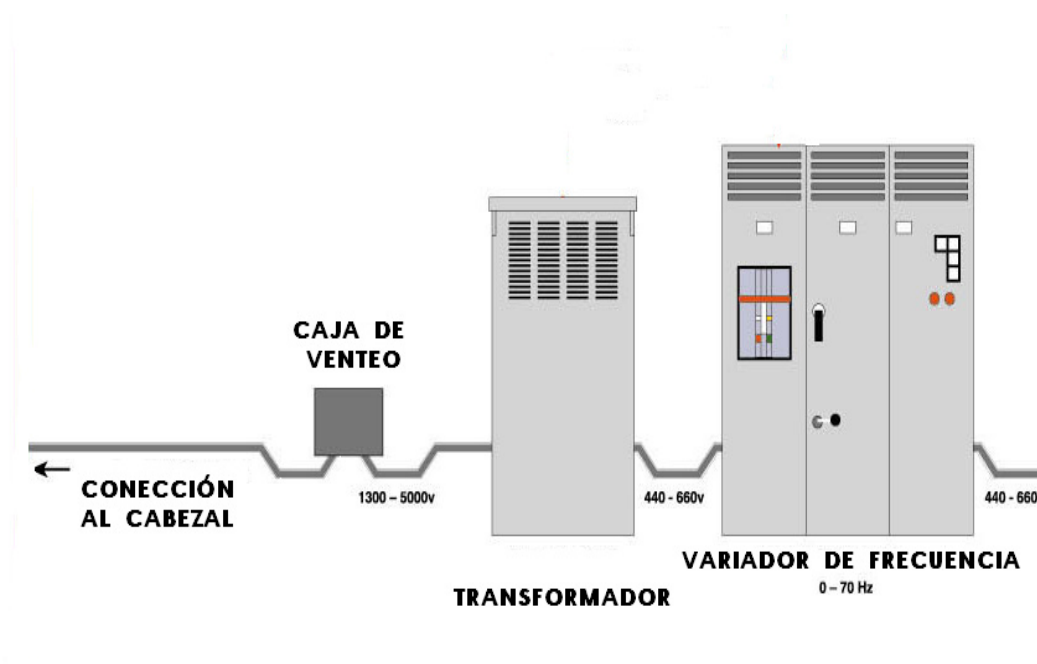 CAJA DE
VENTEO
CONECCIÓN
AL CABEZAL
1300 – 5000v
440 - 660v
440 - 660
VARIADOR DE FRECUENCIA
0 – 70 Hz
TRANSFORMADOR